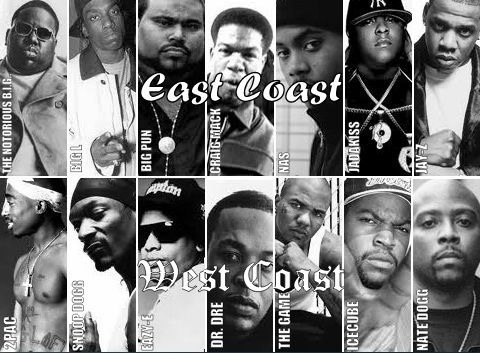 East Coast
THE NOTORIOUS B.I.G.
BIG L
BIG PUN
CRAIG MACK
NAS
JADAKISS
JAY-Z
West Coast
2PAC
SNOOP DOGG
EAZY-E
DR. DRE
THE GAME
ICECUBE
NATE DOGG